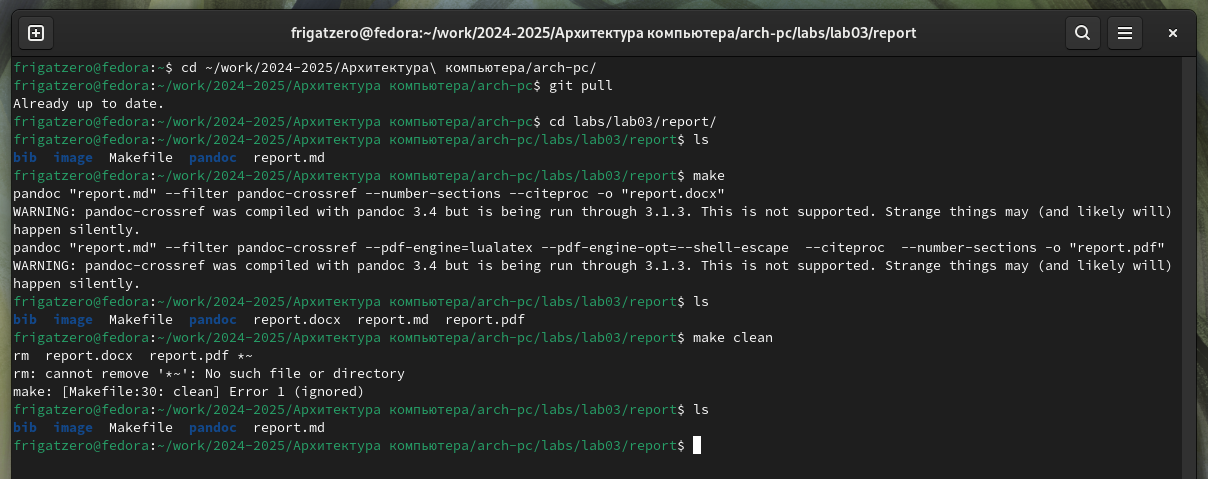 frigatzero@fedora:~/work/2024-2025/Архитектура компьютера/arch-pc/labs/lab03/report
frigatzero@fedora:~$ cd ~/work/2024-2025/Архитектура\ компьютера/arch-pc/
frigatzero@fedora:~/work/2024-2025/Архитектура компьютера/arch-pc$ git pull
Already up to date.
frigatzero@fedora:~/work/2024-2025/Архитектура компьютера/arch-pc$ cd labs/lab03/report/
frigatzero@fedora:~/work/2024-2025/Архитектура компьютера/arch-pc/labs/lab03/report$ ls
bib  image  Makefile  pandoc  report.md
frigatzero@fedora:~/work/2024-2025/Архитектура компьютера/arch-pc/labs/lab03/report$ make
pandoc "report.md" --filter pandoc-crossref --number-sections --citeproc -o "report.docx"
WARNING: pandoc-crossref was compiled with pandoc 3.4 but is being run through 3.1.3. This is not supported. Strange things may (and likely will)
happen silently.
pandoc "report.md" --filter pandoc-crossref --pdf-engine=lualatex --pdf-engine-opt=--shell-escape  --citeproc  --number-sections -o "report.pdf"
WARNING: pandoc-crossref was compiled with pandoc 3.4 but is being run through 3.1.3. This is not supported. Strange things may (and likely will)
happen silently.
frigatzero@fedora:~/work/2024-2025/Архитектура компьютера/arch-pc/labs/lab03/report$ ls
bib  image  Makefile  pandoc  report.docx  report.md  report.pdf
frigatzero@fedora:~/work/2024-2025/Архитектура компьютера/arch-pc/labs/lab03/report$ make clean
rm  report.docx  report.pdf *~
rm: cannot remove '*~': No such file or directory
make: [Makefile:30: clean] Error 1 (ignored)
frigatzero@fedora:~/work/2024-2025/Архитектура компьютера/arch-pc/labs/lab03/report$ ls
bib  image  Makefile  pandoc  report.md
frigatzero@fedora:~/work/2024-2025/Архитектура компьютера/arch-pc/labs/lab03/report$